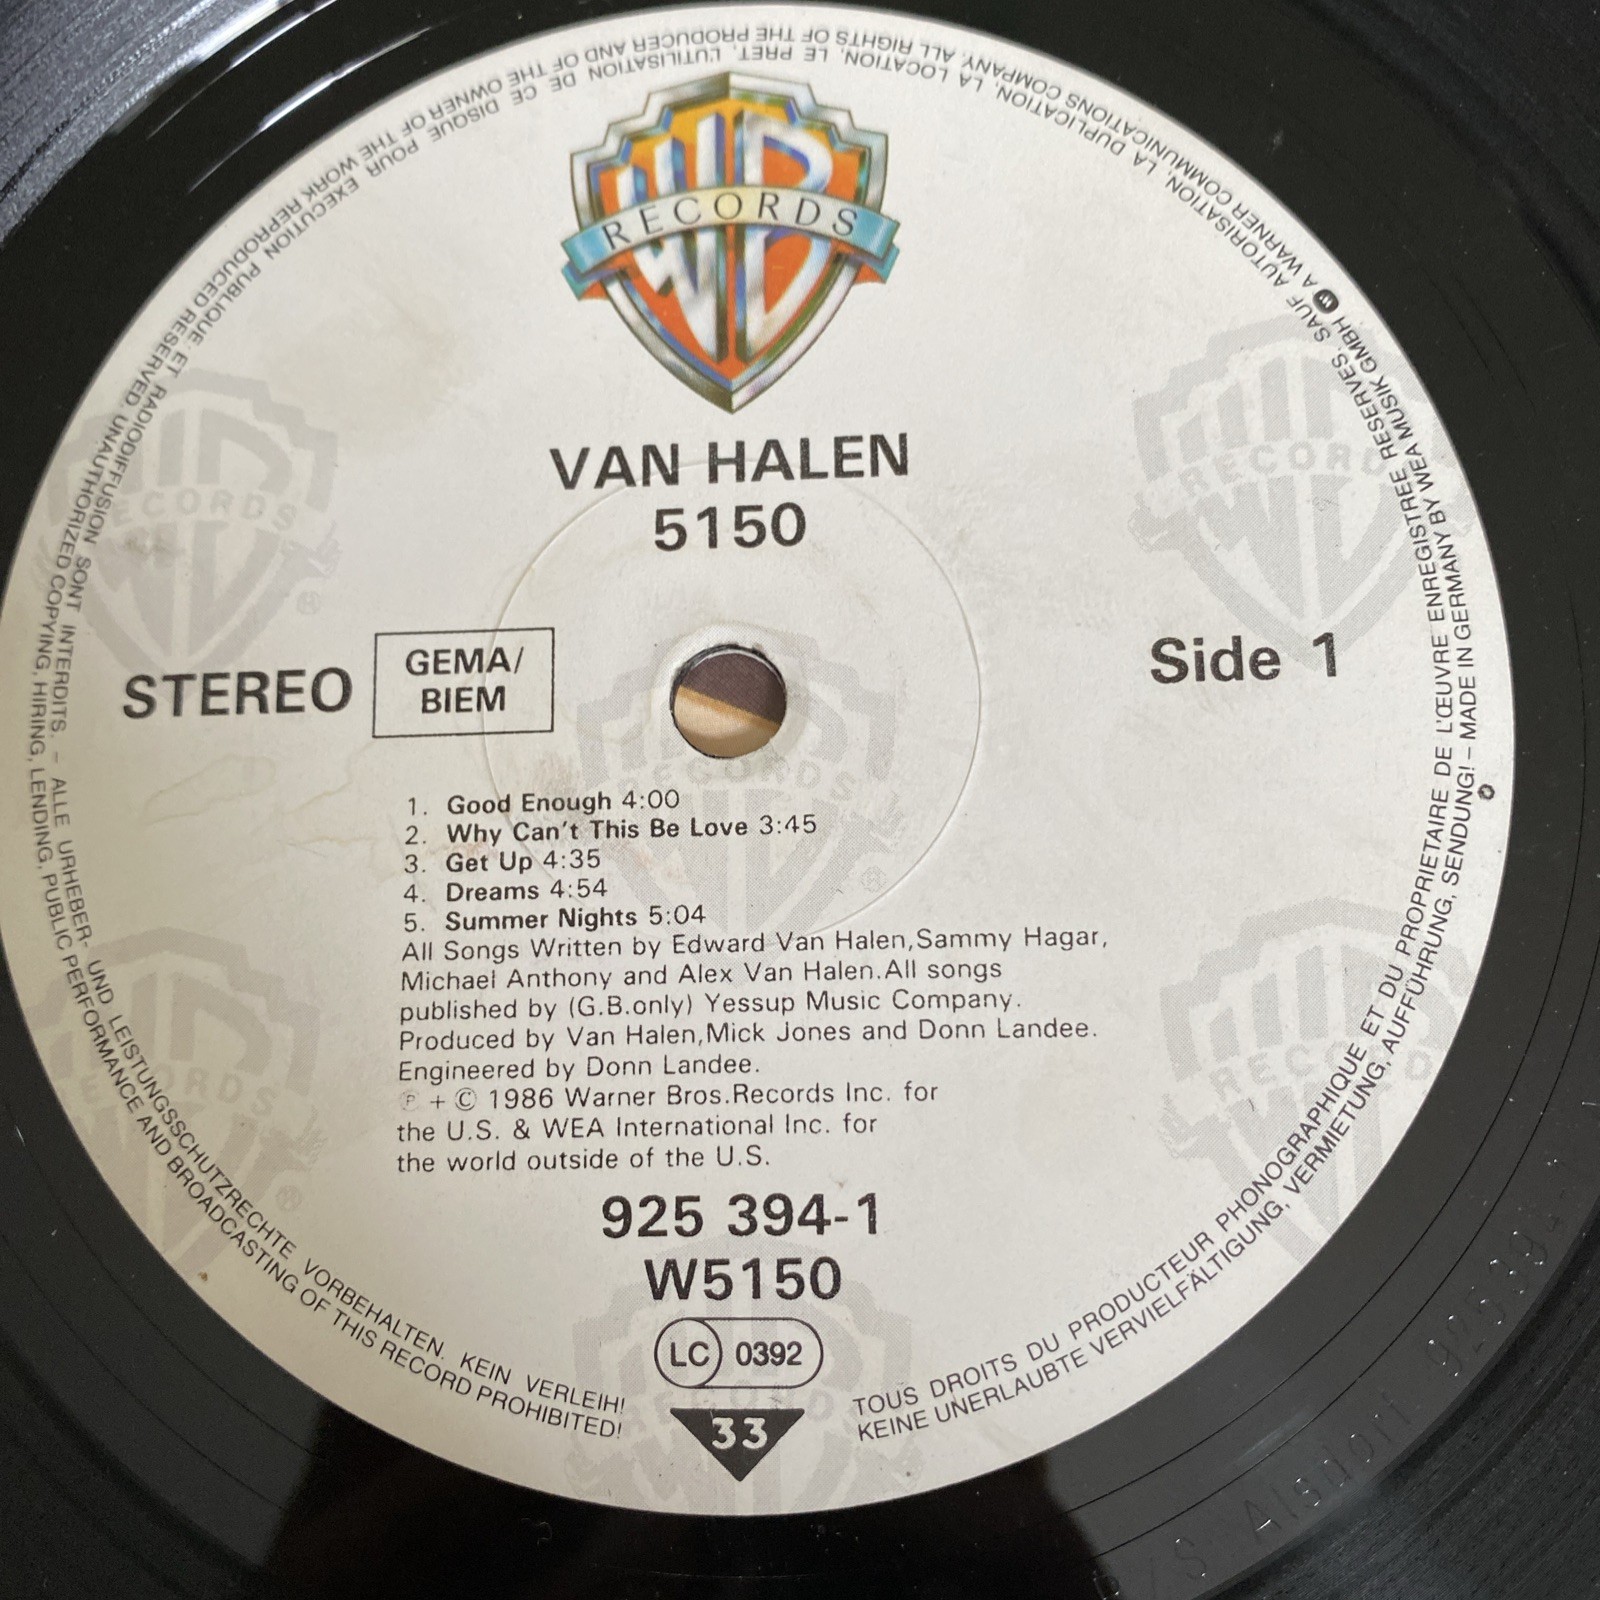 WB
RECORDS
VAN HALEN
5150
STEREO
GEMA/
BIEM
Side 1
1. Good Enough 4:00
2. Why Can't This Be Love 3:45
3. Get Up 4:35
4. Dreams 4:54
5. Summer Nights 5:04
All Songs Written by Edward Van Halen,Sammy Hagar,
Michael Anthony and Alex Van Halen.All songs
published by (G.B.only) Yessup Music Company.
Produced by Van Halen,Mick Jones and Donn Landee.
Engineered by Donn Landee.
Ⓟ + © 1986 Warner Bros.Records Inc. for
the U.S. & WEA International Inc. for
the world outside of the U.S.
925 394-1
W5150
LC 0392
33
TOUS DROITS DU PRODUCTEUR PHONOGRAPHIQUE ET DU PROPRIETAIRE DE L'ŒUVRE ENREGISTREE RESERVES. SAUF AUTORISATION, LA DUPLICATION, LA LOCATION, LE PRET, L'UTILISATION DE CE DISQUE POUR EXECUTION PUBLIQUE ET RADIODIFFUSION SONT INTERDITS. – ALLE URHEBER- UND LEISTUNGSSCHUTZRECHTE VORBEHALTEN. KEIN VERLEIH!
KEINE UNERLAUBTE VERVIELFÄLTIGUNG, VERMIETUNG, AUFFÜHRUNG, SENDUNG! – MADE IN GERMANY BY WEA MUSIK GMBH A WARNER COMMUNICATIONS COMPANY. ALL RIGHTS OF THE PRODUCER AND OF THE OWNER OF THE WORK REPRODUCED RESERVED. UNAUTHORIZED COPYING, HIRING, LENDING, PUBLIC PERFORMANCE AND BROADCASTING OF THIS RECORD PROHIBITED!
Alsdorf